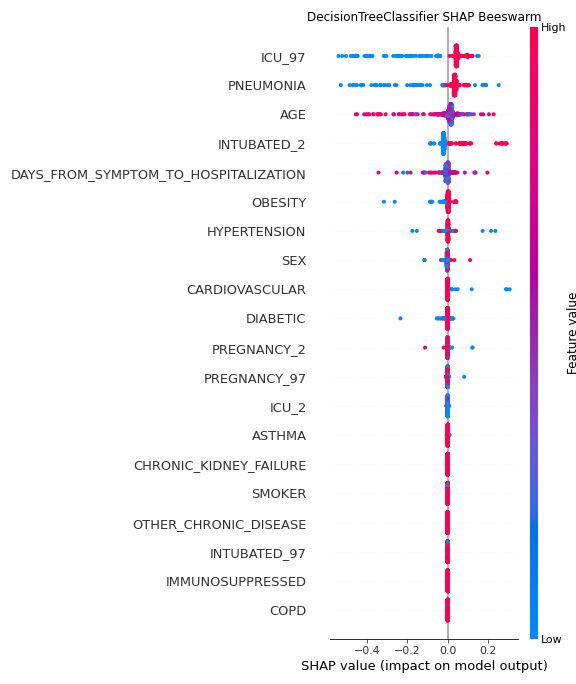 DecisionTreeClassifier SHAP Beeswarm
High
ICU_97
PNEUMONIA
AGE
INTUBATED_2
DAYS_FROM_SYMPTOM_TO_HOSPITALIZATION
OBESITY
HYPERTENSION
SEX
CARDIOVASCULAR
DIABETIC
PREGNANCY_2
PREGNANCY_97
ICU_2
ASTHMA
CHRONIC_KIDNEY_FAILURE
SMOKER
OTHER_CHRONIC_DISEASE
INTUBATED_97
IMMUNOSUPPRESSED
COPD
Feature value
Low
−0.4 −0.2 0.0 0.2
SHAP value (impact on model output)